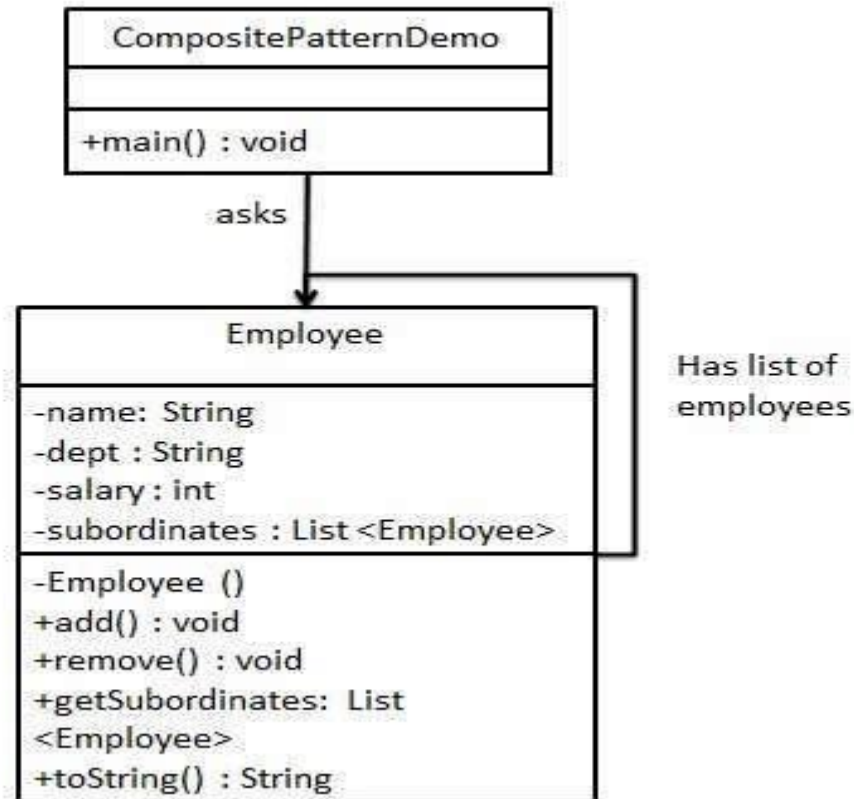 CompositePatternDemo
+main() : void
asks
Employee
Has list of
employees
-name: String
-dept : String
-salary : int
-subordinates : List <Employee>
-Employee ()
+add() : void
+remove() : void
+getSubordinates: List
<Employee>
+toString() : String